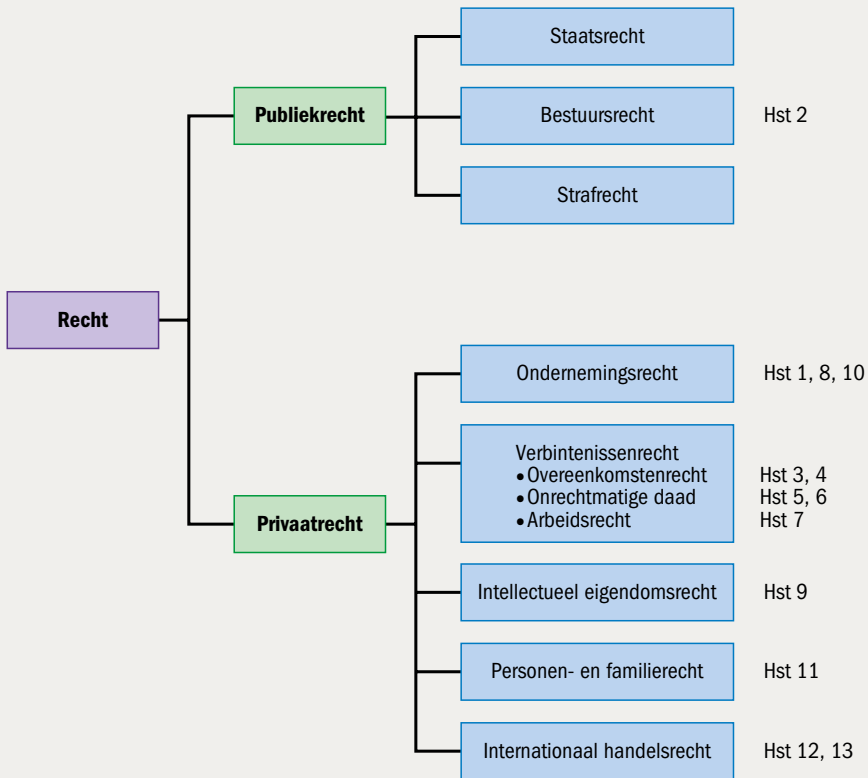 Staatsrecht
Publiekrecht
Bestuursrecht
Hst 2
Strafrecht
Recht
Ondernemingsrecht
Hst 1, 8, 10
Verbintenissenrecht
• Overeenkomstenrecht
Hst 3, 4
• Onrechtmatige daad
Hst 5, 6
• Arbeidsrecht
Hst 7
Privaatrecht
Intellectueel eigendomsrecht
Hst 9
Personen- en familierecht
Hst 11
Internationaal handelsrecht
Hst 12, 13